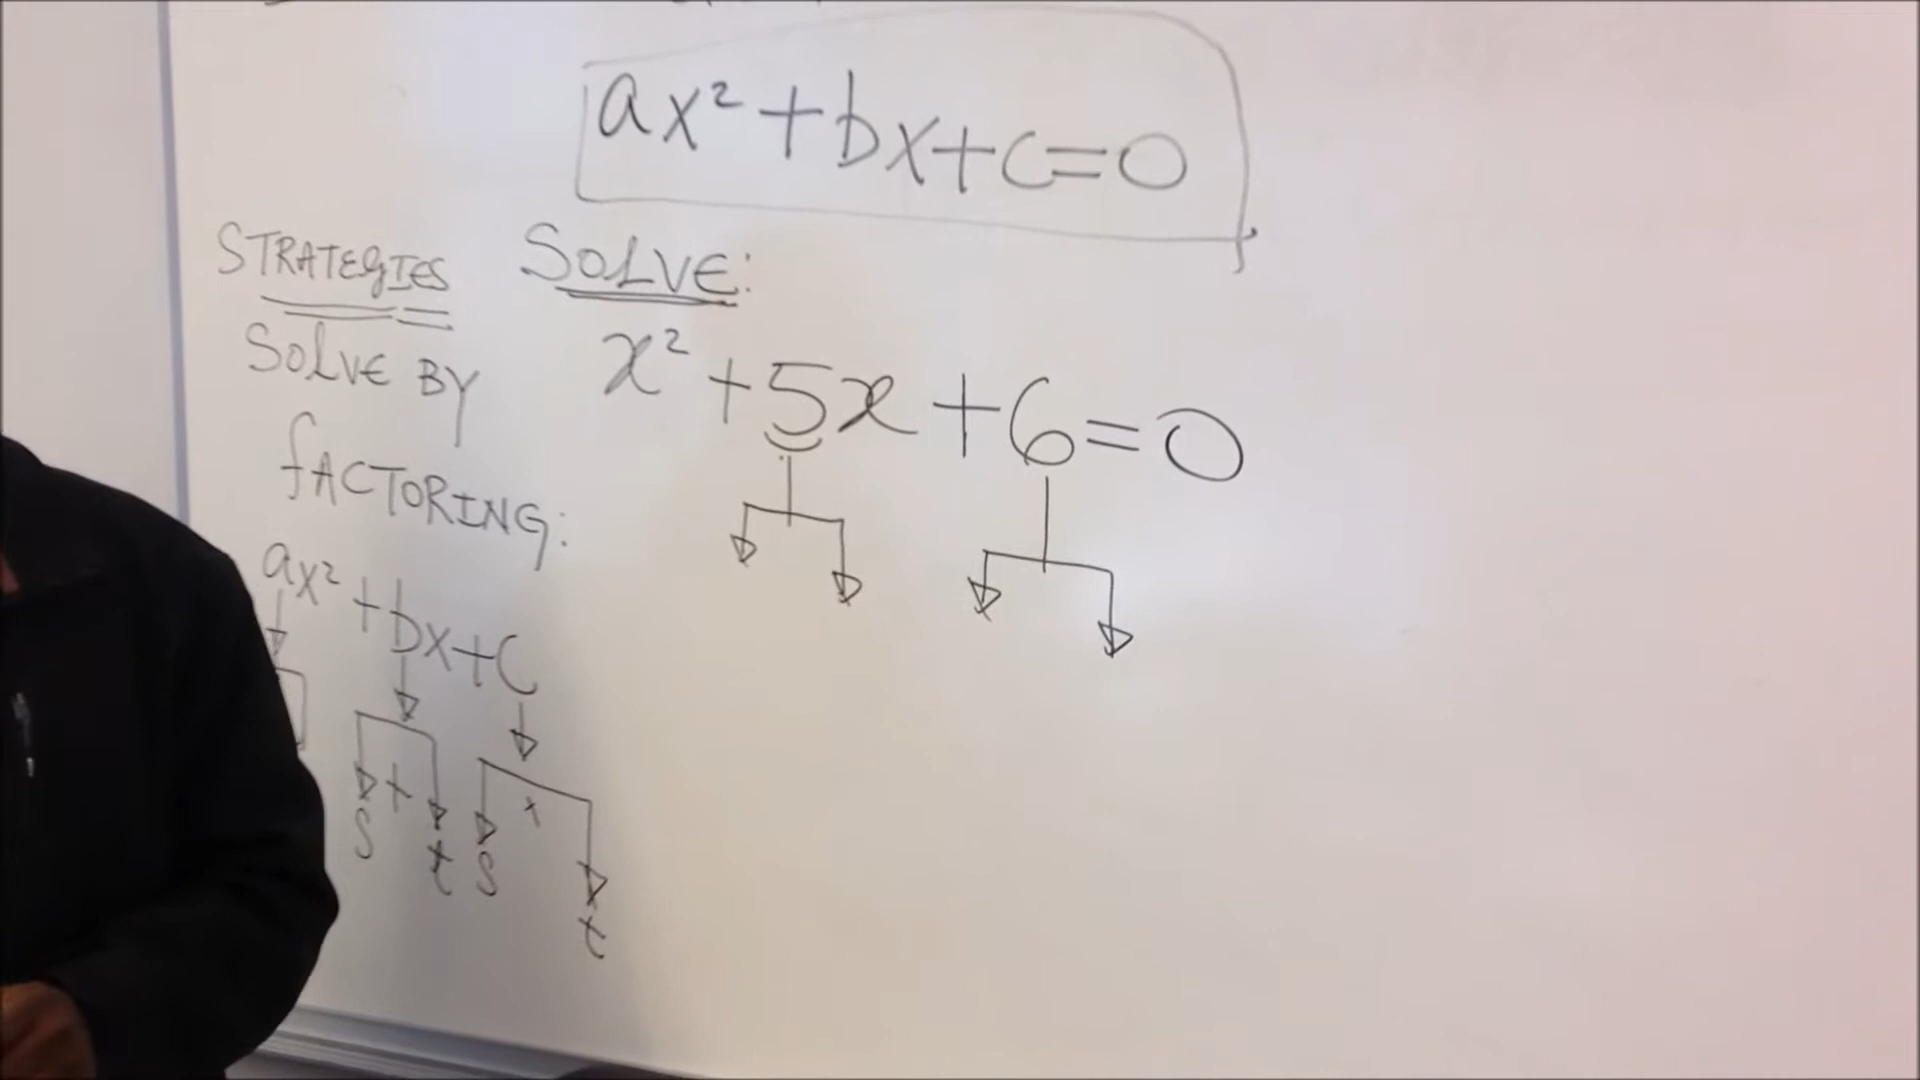 ax² + bx + c = 0
STRATEGIES
SOLVE BY
fACTORING:
ax² + bx + c
s + t s x t
SOLVE:
x² + 5x + 6 = 0